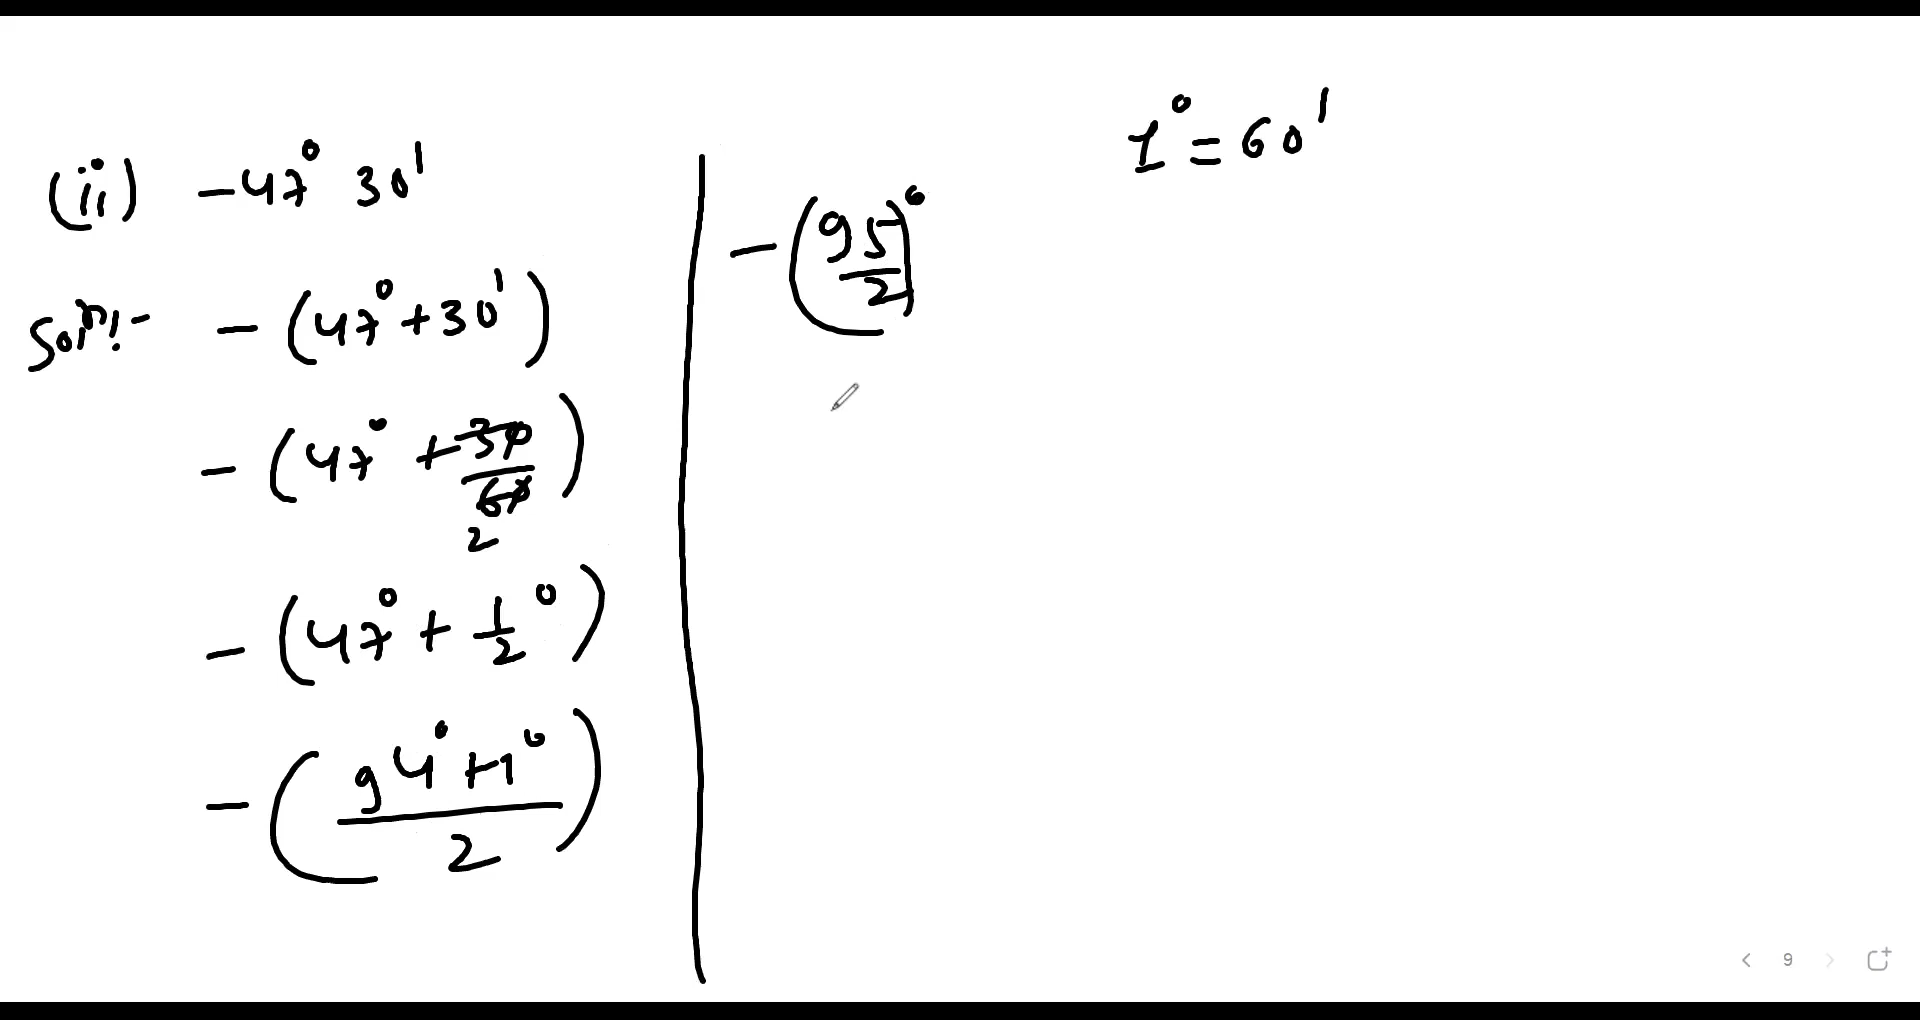 (ii) -47° 30'
Solⁿ:- -(47° + 30')
-(47° + 30/60)
2
-(47° + 1/2°)
-((94° + 1°)/2)
-(95/2)°
1° = 60'
9